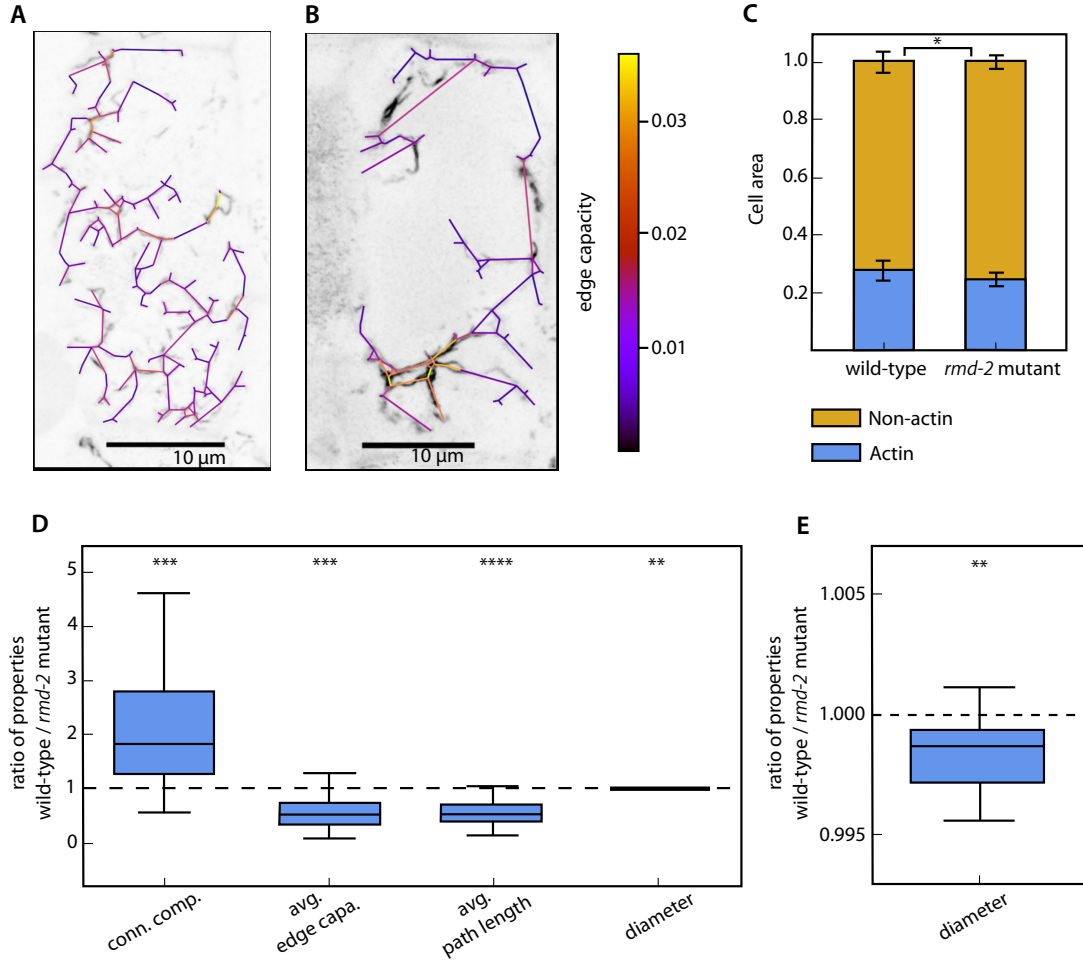 A
B
C
10 µm
10 µm
edge capacity
0.03
0.02
0.01
Cell area
1.0
0.8
0.6
0.4
0.2
*
wild-type
rmd-2 mutant
Non-actin
Actin
D
ratio of properties
wild-type / rmd-2 mutant
5
4
3
2
1
0
***
***
****
**
conn. comp.
avg.
edge capa.
avg.
path length
diameter
E
ratio of properties
wild-type / rmd-2 mutant
1.005
1.000
0.995
**
diameter